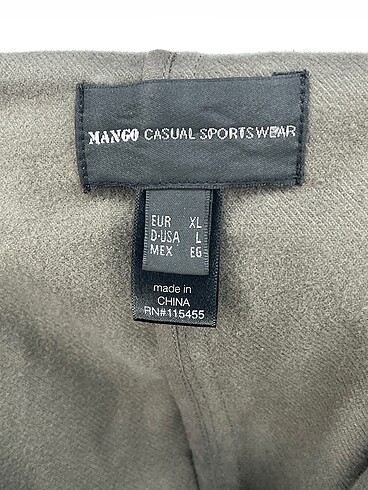 MANGO CASUAL SPORTSWEAR
EUR XL
D·USA L
MEX EG
made in
CHINA
RN#115455